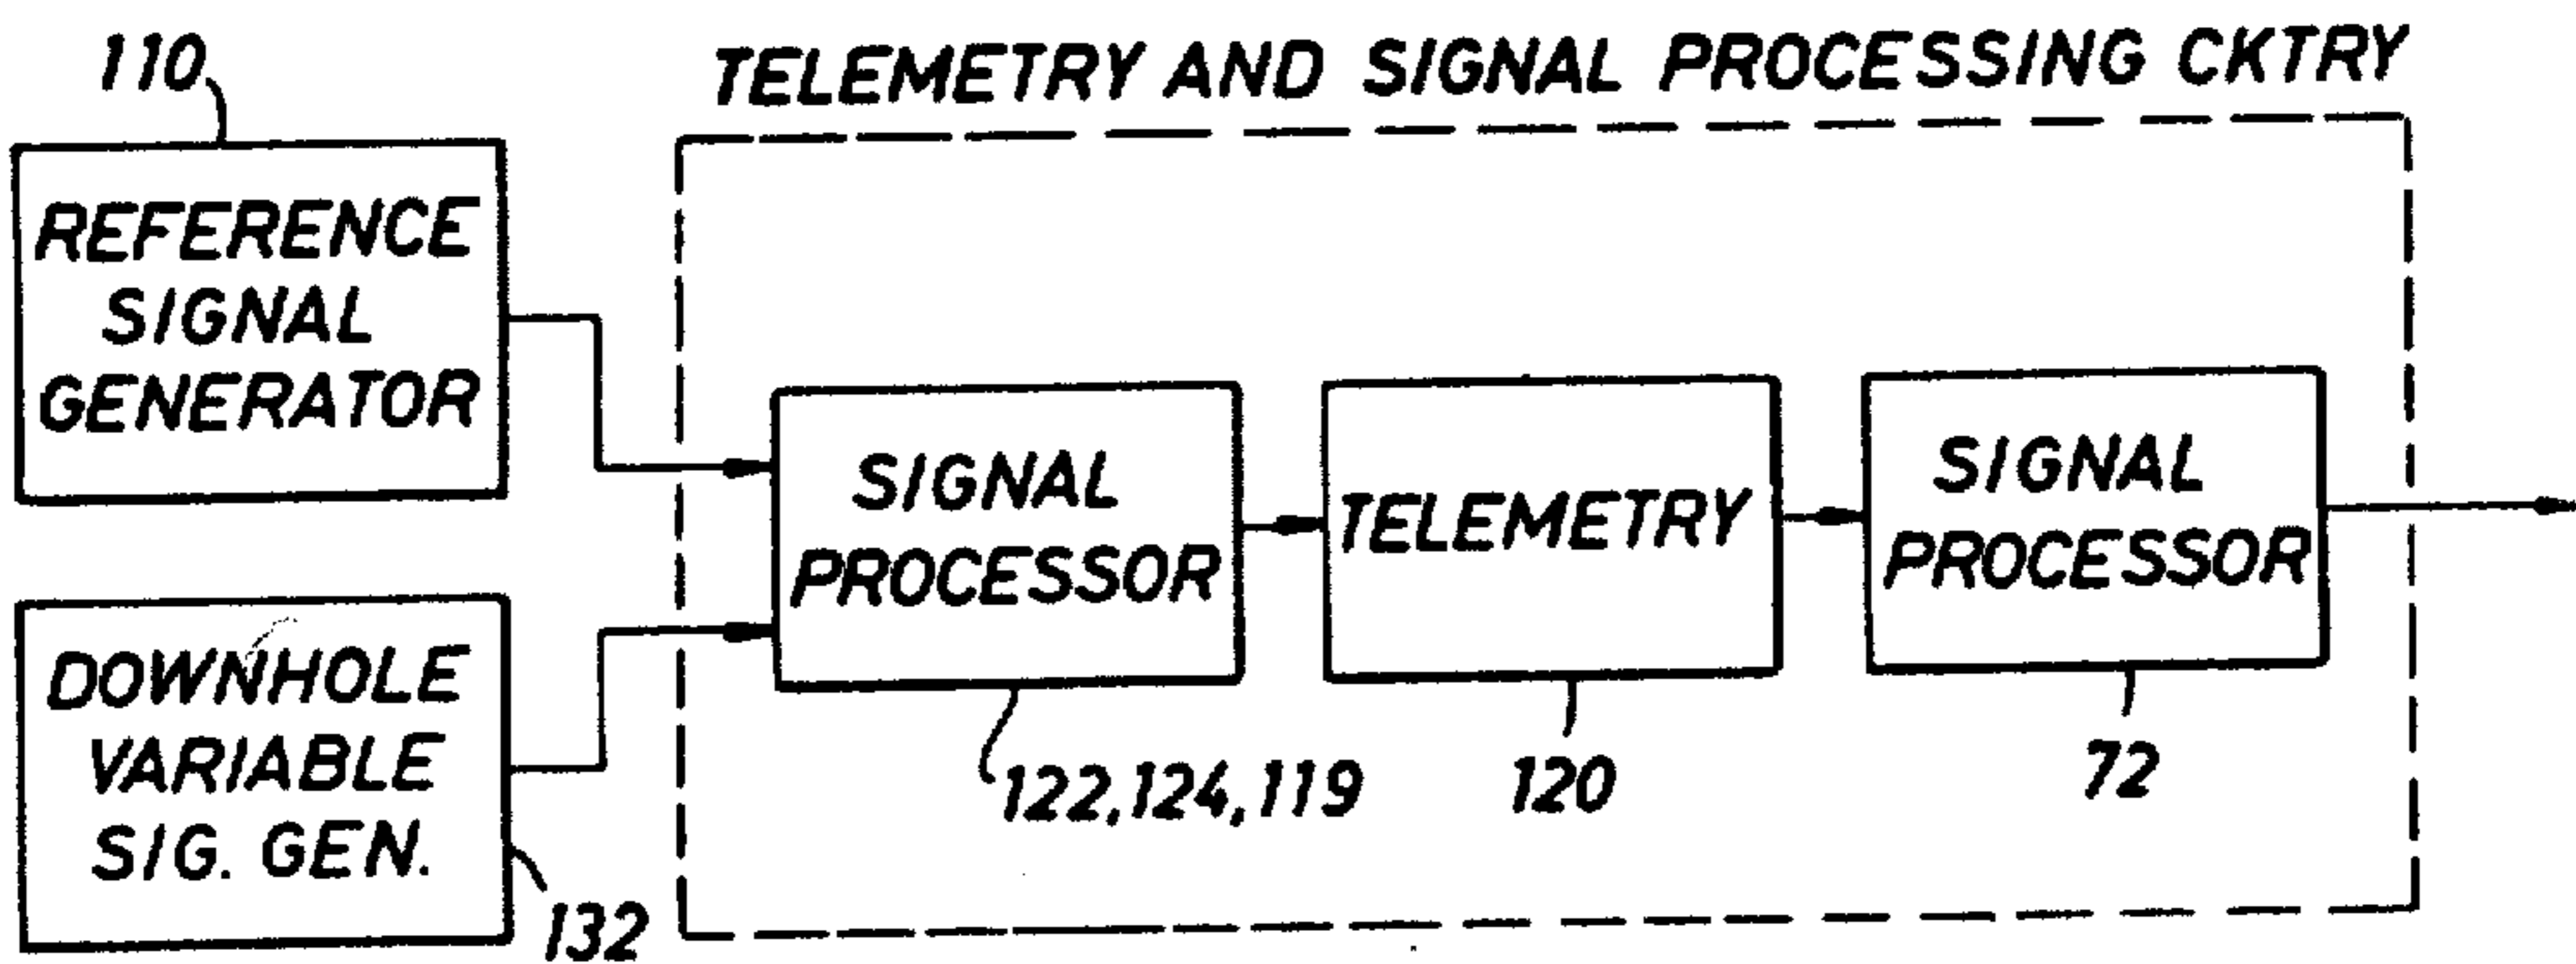 110
TELEMETRY AND SIGNAL PROCESSING CKTRY
REFERENCE
SIGNAL
GENERATOR
SIGNAL
PROCESSOR
TELEMETRY
SIGNAL
PROCESSOR
DOWNHOLE
VARIABLE
SIG. GEN.
132
122,124,119
120
72